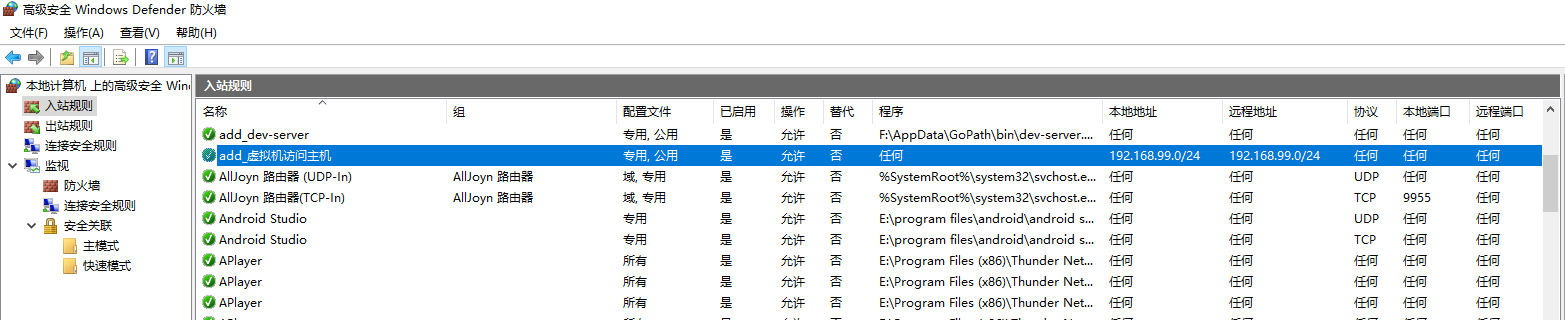 高级安全 Windows Defender 防火墙
文件(F) 操作(A) 查看(V) 帮助(H)
本地计算机 上的高级安全 Win
入站规则
出站规则
连接安全规则
监视
防火墙
连接安全规则
安全关联
主模式
快速模式
入站规则
名称 组 配置文件 已启用 操作 替代 程序 本地地址 远程地址 协议 本地端口 远程端口
add_dev-server 专用, 公用 是 允许 否 F:\AppData\GoPath\bin\dev-server.... 任何 任何 任何 任何 任何
add_虚拟机访问主机 专用, 公用 是 允许 否 任何 192.168.99.0/24 192.168.99.0/24 任何 任何 任何
AllJoyn 路由器 (UDP-In) AllJoyn 路由器 域, 专用 是 允许 否 %SystemRoot%\system32\svchost.e... 任何 任何 UDP 任何 任何
AllJoyn 路由器(TCP-In) AllJoyn 路由器 域, 专用 是 允许 否 %SystemRoot%\system32\svchost.e... 任何 任何 TCP 9955 任何
Android Studio 专用 是 允许 否 E:\program files\android\android s... 任何 任何 UDP 任何 任何
Android Studio 专用 是 允许 否 E:\program files\android\android s... 任何 任何 TCP 任何 任何
APlayer 所有 是 允许 否 E:\Program Files (x86)\Thunder Net... 任何 任何 任何 任何 任何
APlayer 所有 是 允许 否 E:\Program Files (x86)\Thunder Net... 任何 任何 任何 任何 任何
APlayer 所有 是 允许 否 E:\Program Files (x86)\Thunder Net... 任何 任何 任何 任何 任何